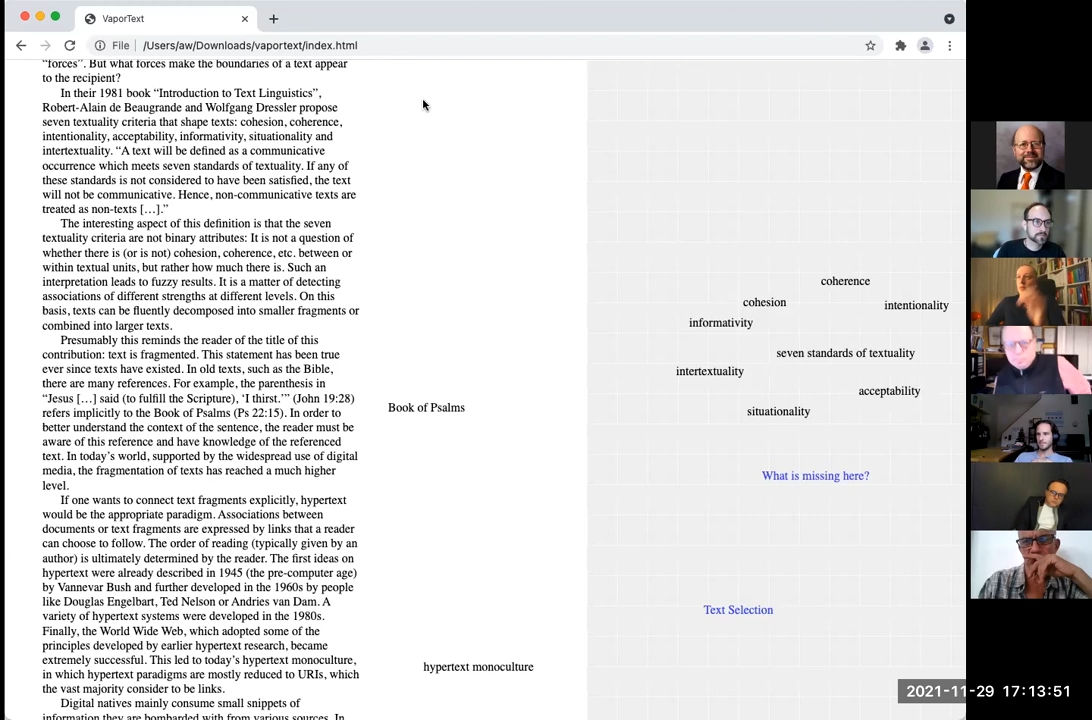 VaporText
File
/Users/aw/Downloads/vaportext/index.html
“forces”. But what forces make the boundaries of a text appear
to the recipient?
In their 1981 book “Introduction to Text Linguistics”,
Robert-Alain de Beaugrande and Wolfgang Dressler propose
seven textuality criteria that shape texts: cohesion, coherence,
intentionality, acceptability, informativity, situationality and
intertextuality. “A text will be defined as a communicative
occurrence which meets seven standards of textuality. If any of
these standards is not considered to have been satisfied, the text
will not be communicative. Hence, non-communicative texts are
treated as non-texts […].”
The interesting aspect of this definition is that the seven
textuality criteria are not binary attributes: It is not a question of
whether there is (or is not) cohesion, coherence, etc. between or
within textual units, but rather how much there is. Such an
interpretation leads to fuzzy results. It is a matter of detecting
associations of different strengths at different levels. On this
basis, texts can be fluently decomposed into smaller fragments or
combined into larger texts.
Presumably this reminds the reader of the title of this
contribution: text is fragmented. This statement has been true
ever since texts have existed. In old texts, such as the Bible,
there are many references. For example, the parenthesis in
“Jesus […] said (to fulfill the Scripture), ‘I thirst.’” (John 19:28)
refers implicitly to the Book of Psalms (Ps 22:15). In order to
better understand the context of the sentence, the reader must be
aware of this reference and have knowledge of the referenced
text. In today’s world, supported by the widespread use of digital
media, the fragmentation of texts has reached a much higher
level.
If one wants to connect text fragments explicitly, hypertext
would be the appropriate paradigm. Associations between
documents or text fragments are expressed by links that a reader
can choose to follow. The order of reading (typically given by an
author) is ultimately determined by the reader. The first ideas on
hypertext were already described in 1945 (the pre-computer age)
by Vannevar Bush and further developed in the 1960s by people
like Douglas Engelbart, Ted Nelson or Andries van Dam. A
variety of hypertext systems were developed in the 1980s.
Finally, the World Wide Web, which adopted some of the
principles developed by earlier hypertext research, became
extremely successful. This led to today’s hypertext monoculture,
in which hypertext paradigms are mostly reduced to URIs, which
the vast majority consider to be links.
Digital natives mainly consume small snippets of
information they are bombarded with from various sources. In
Book of Psalms
hypertext monoculture
coherence
cohesion
intentionality
informativity
seven standards of textuality
intertextuality
acceptability
situationality
What is missing here?
Text Selection
2021-11-29 17:13:51